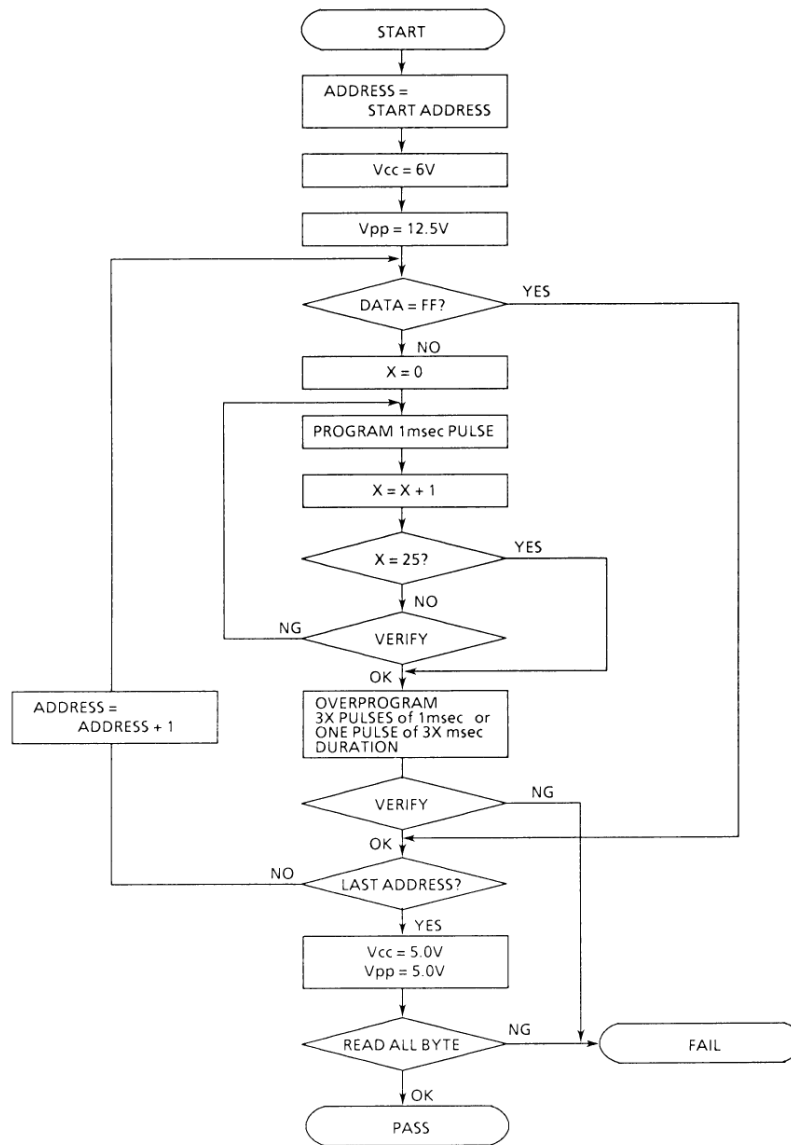 START
ADDRESS =
START ADDRESS
Vcc = 6V
Vpp = 12.5V
DATA = FF?
YES
NO
X = 0
PROGRAM 1msec PULSE
X = X + 1
X = 25?
YES
NO
NG
VERIFY
OK
ADDRESS =
ADDRESS + 1
OVERPROGRAM
3X PULSES of 1msec or
ONE PULSE of 3X msec
DURATION
VERIFY
NG
OK
NO
LAST ADDRESS?
YES
Vcc = 5.0V
Vpp = 5.0V
READ ALL BYTE
NG
FAIL
OK
PASS